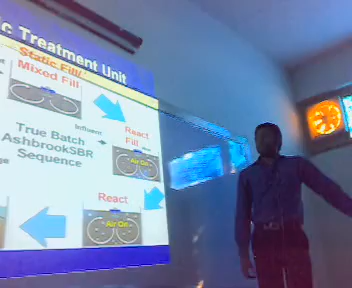 c Treatment Unit
Static Fill/
Mixed Fill
Influent
React
Fill
Air On
True Batch
AshbrookSBR
Sequence
React
Air On